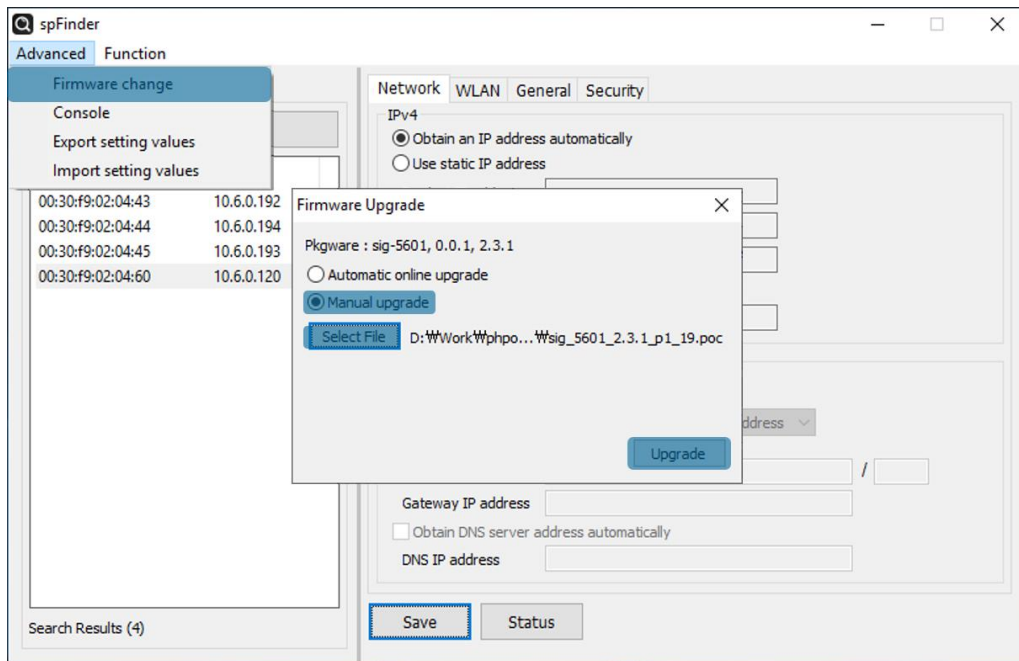 spFinder
Advanced Function
Firmware change
Console
Export setting values
Import setting values
00:30:f9:02:04:43 10.6.0.192
00:30:f9:02:04:44 10.6.0.194
00:30:f9:02:04:45 10.6.0.193
00:30:f9:02:04:60 10.6.0.120
Search Results (4)
Network WLAN General Security
IPv4
Obtain an IP address automatically
Use static IP address
Firmware Upgrade
Pkgware : sig-5601, 0.0.1, 2.3.1
Automatic online upgrade
Manual upgrade
Select File D:₩Work₩phpo...₩sig_5601_2.3.1_p1_19.poc
Upgrade
/
Gateway IP address
Obtain DNS server address automatically
DNS IP address
Save Status